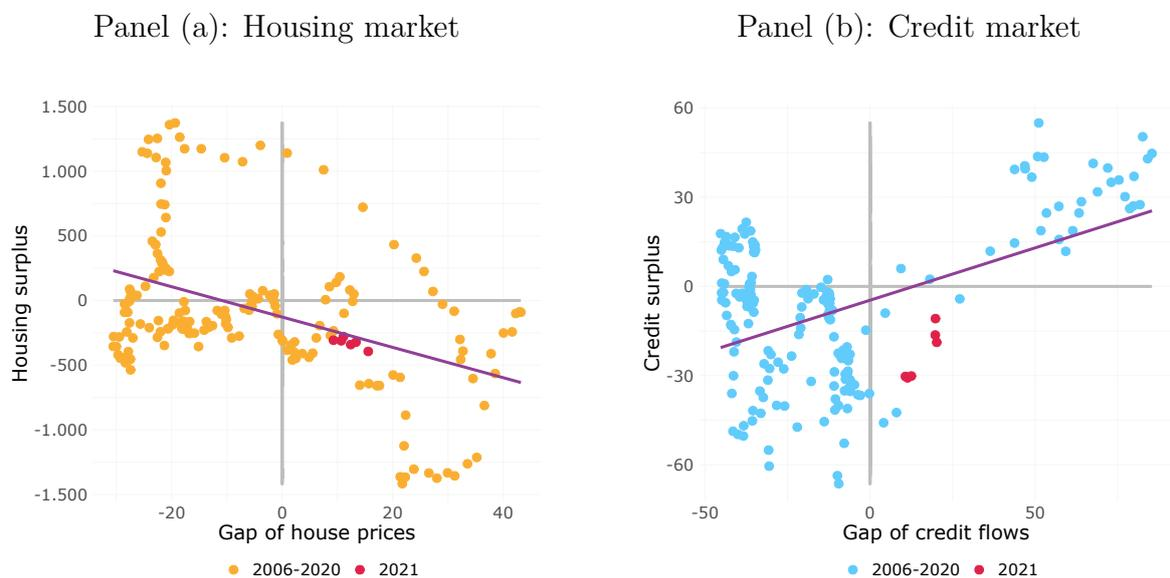 Panel (a): Housing market
1.500
1.000
500
0
-500
-1.000
-1.500
Housing surplus
-20 0 20 40
Gap of house prices
2006-2020 2021
Panel (b): Credit market
60
30
0
-30
-60
Credit surplus
-50 0 50
Gap of credit flows
2006-2020 2021